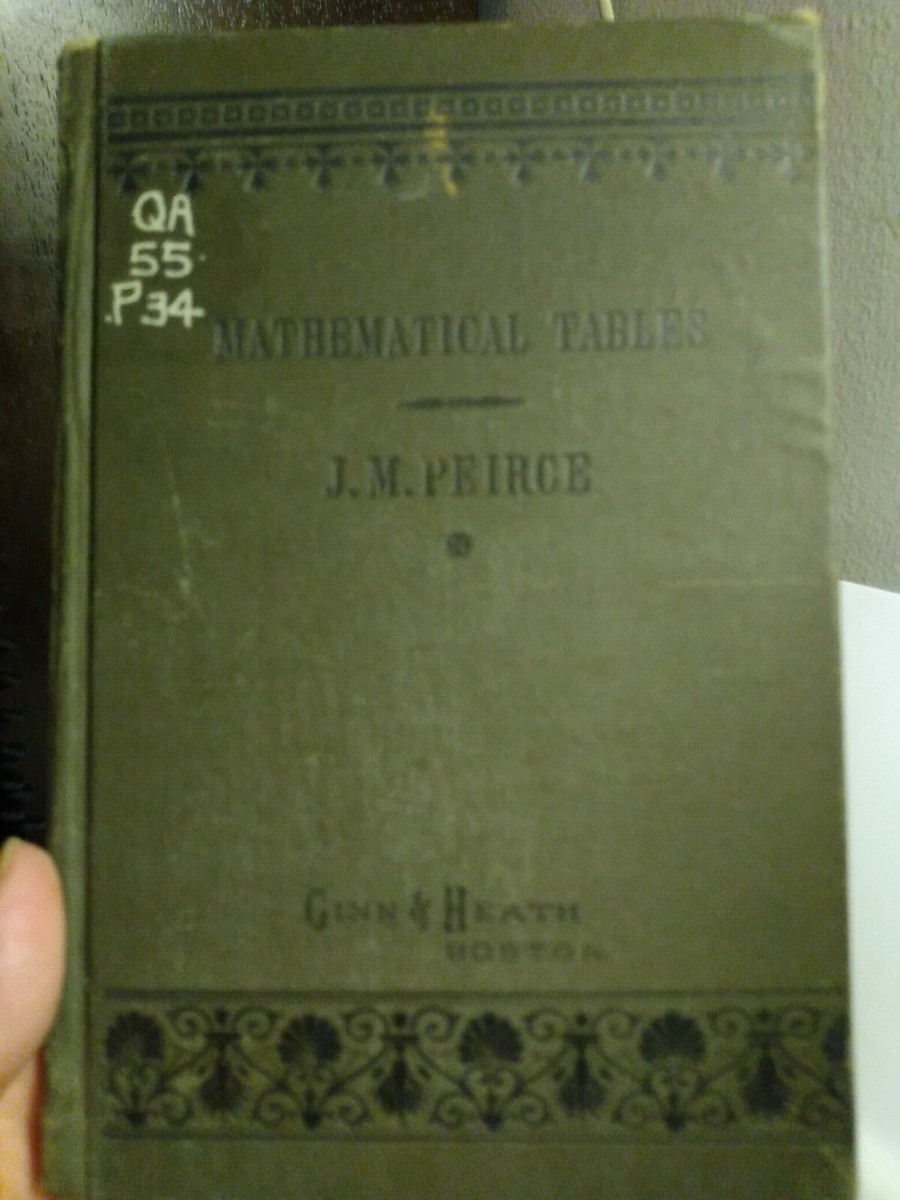 QA
55
P34
MATHEMATICAL TABLES
J. M. PEIRCE
GINN & HEATH
BOSTON.